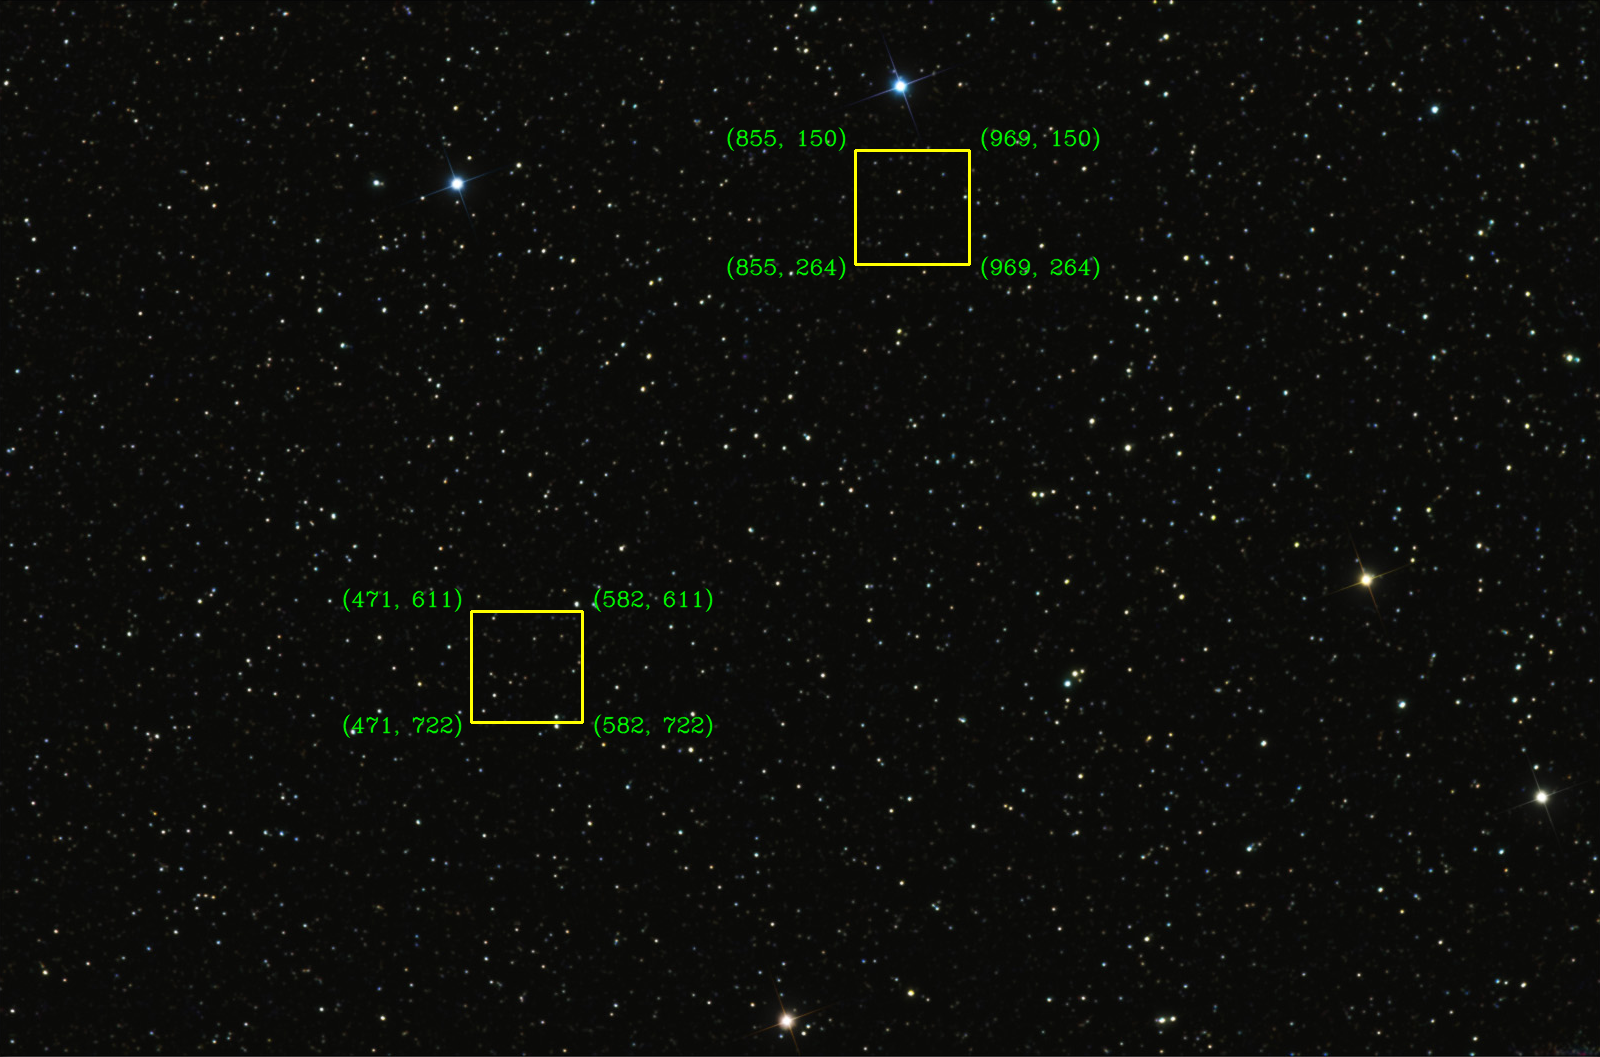 (855, 150) (969, 150)
(855, 264) (969, 264)
(471, 611) (582, 611)
(471, 722) (582, 722)